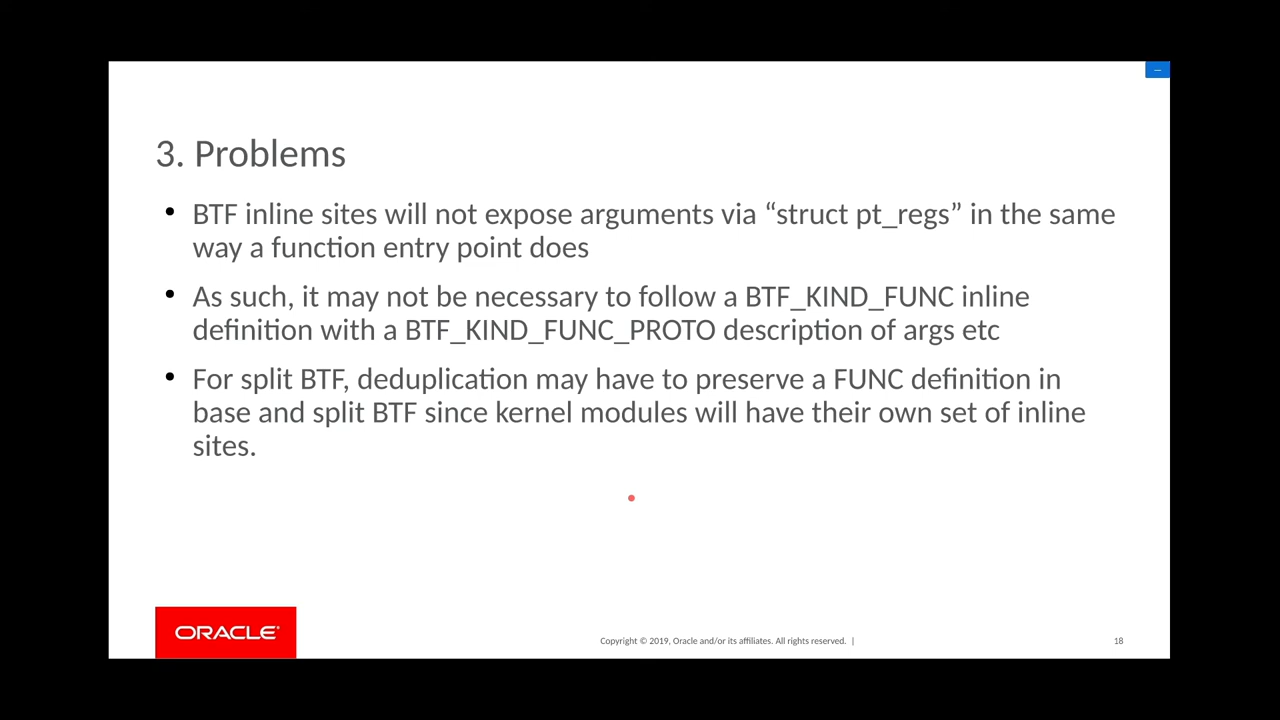 3. Problems
• BTF inline sites will not expose arguments via “struct pt_regs” in the same
way a function entry point does
• As such, it may not be necessary to follow a BTF_KIND_FUNC inline
definition with a BTF_KIND_FUNC_PROTO description of args etc
• For split BTF, deduplication may have to preserve a FUNC definition in
base and split BTF since kernel modules will have their own set of inline
sites.
ORACLE
Copyright © 2019, Oracle and/or its affiliates. All rights reserved. |
18